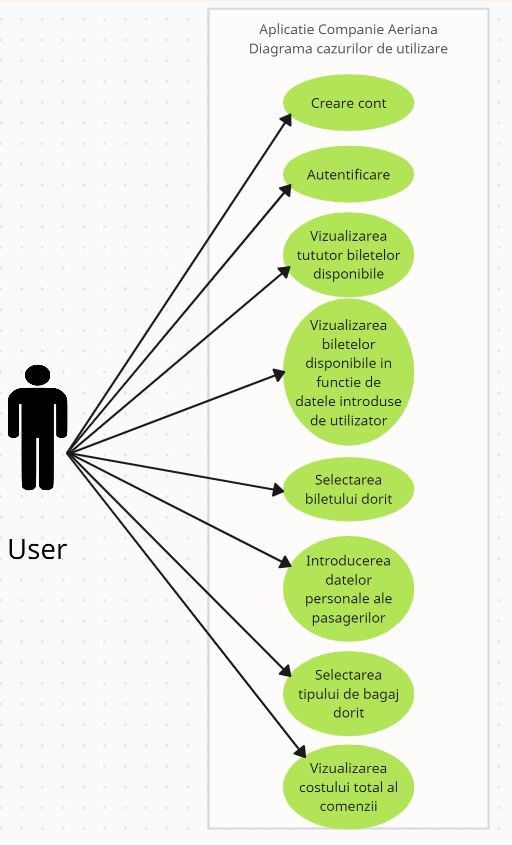 Aplicatie Companie Aeriana
Diagrama cazurilor de utilizare
Creare cont
Autentificare
Vizualizarea
tututor biletelor
disponibile
Vizualizarea
biletelor
disponibile in
functie de
datele introduse
de utilizator
Selectarea
biletului dorit
Introducerea
datelor
personale ale
pasagerilor
Selectarea
tipului de bagaj
dorit
Vizualizarea
costului total al
comenzii
User